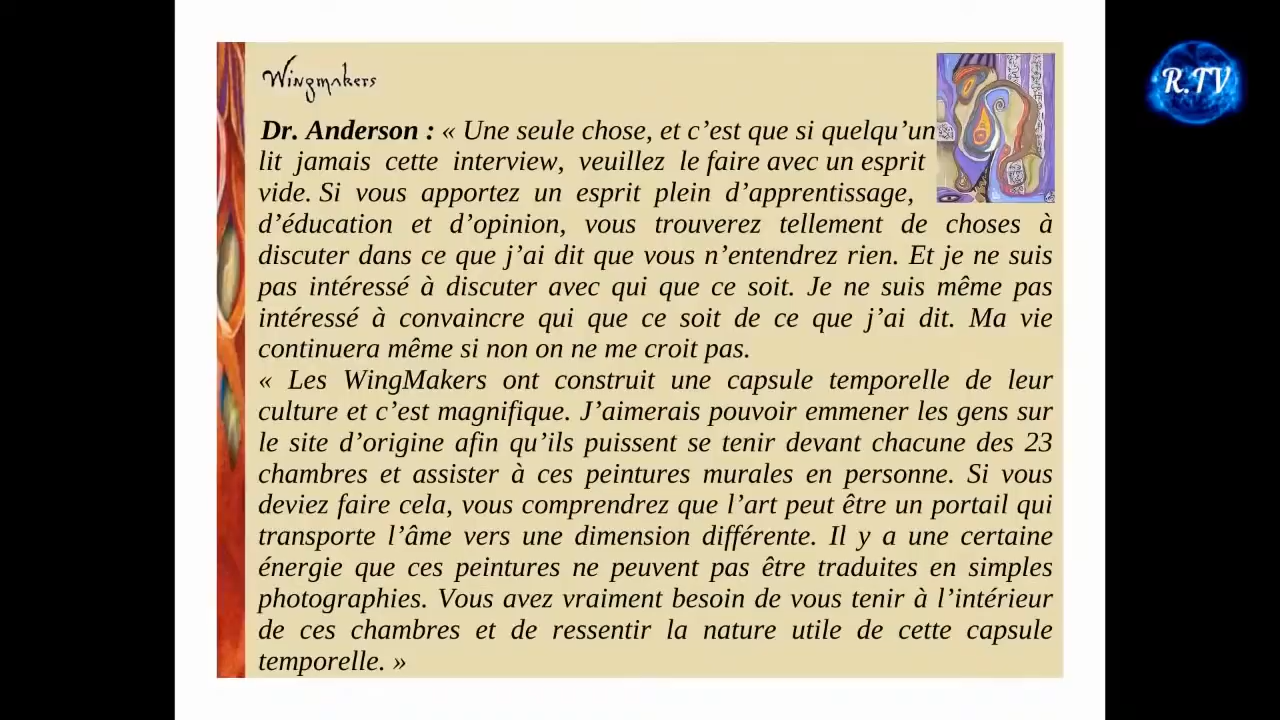 Wingmakers
R.TV
Dr. Anderson : « Une seule chose, et c’est que si quelqu’un
lit jamais cette interview, veuillez le faire avec un esprit
vide. Si vous apportez un esprit plein d’apprentissage,
d’éducation et d’opinion, vous trouverez tellement de choses à
discuter dans ce que j’ai dit que vous n’entendrez rien. Et je ne suis
pas intéressé à discuter avec qui que ce soit. Je ne suis même pas
intéressé à convaincre qui que ce soit de ce que j’ai dit. Ma vie
continuera même si non on ne me croit pas.
« Les WingMakers ont construit une capsule temporelle de leur
culture et c’est magnifique. J’aimerais pouvoir emmener les gens sur
le site d’origine afin qu’ils puissent se tenir devant chacune des 23
chambres et assister à ces peintures murales en personne. Si vous
deviez faire cela, vous comprendrez que l’art peut être un portail qui
transporte l’âme vers une dimension différente. Il y a une certaine
énergie que ces peintures ne peuvent pas être traduites en simples
photographies. Vous avez vraiment besoin de vous tenir à l’intérieur
de ces chambres et de ressentir la nature utile de cette capsule
temporelle. »